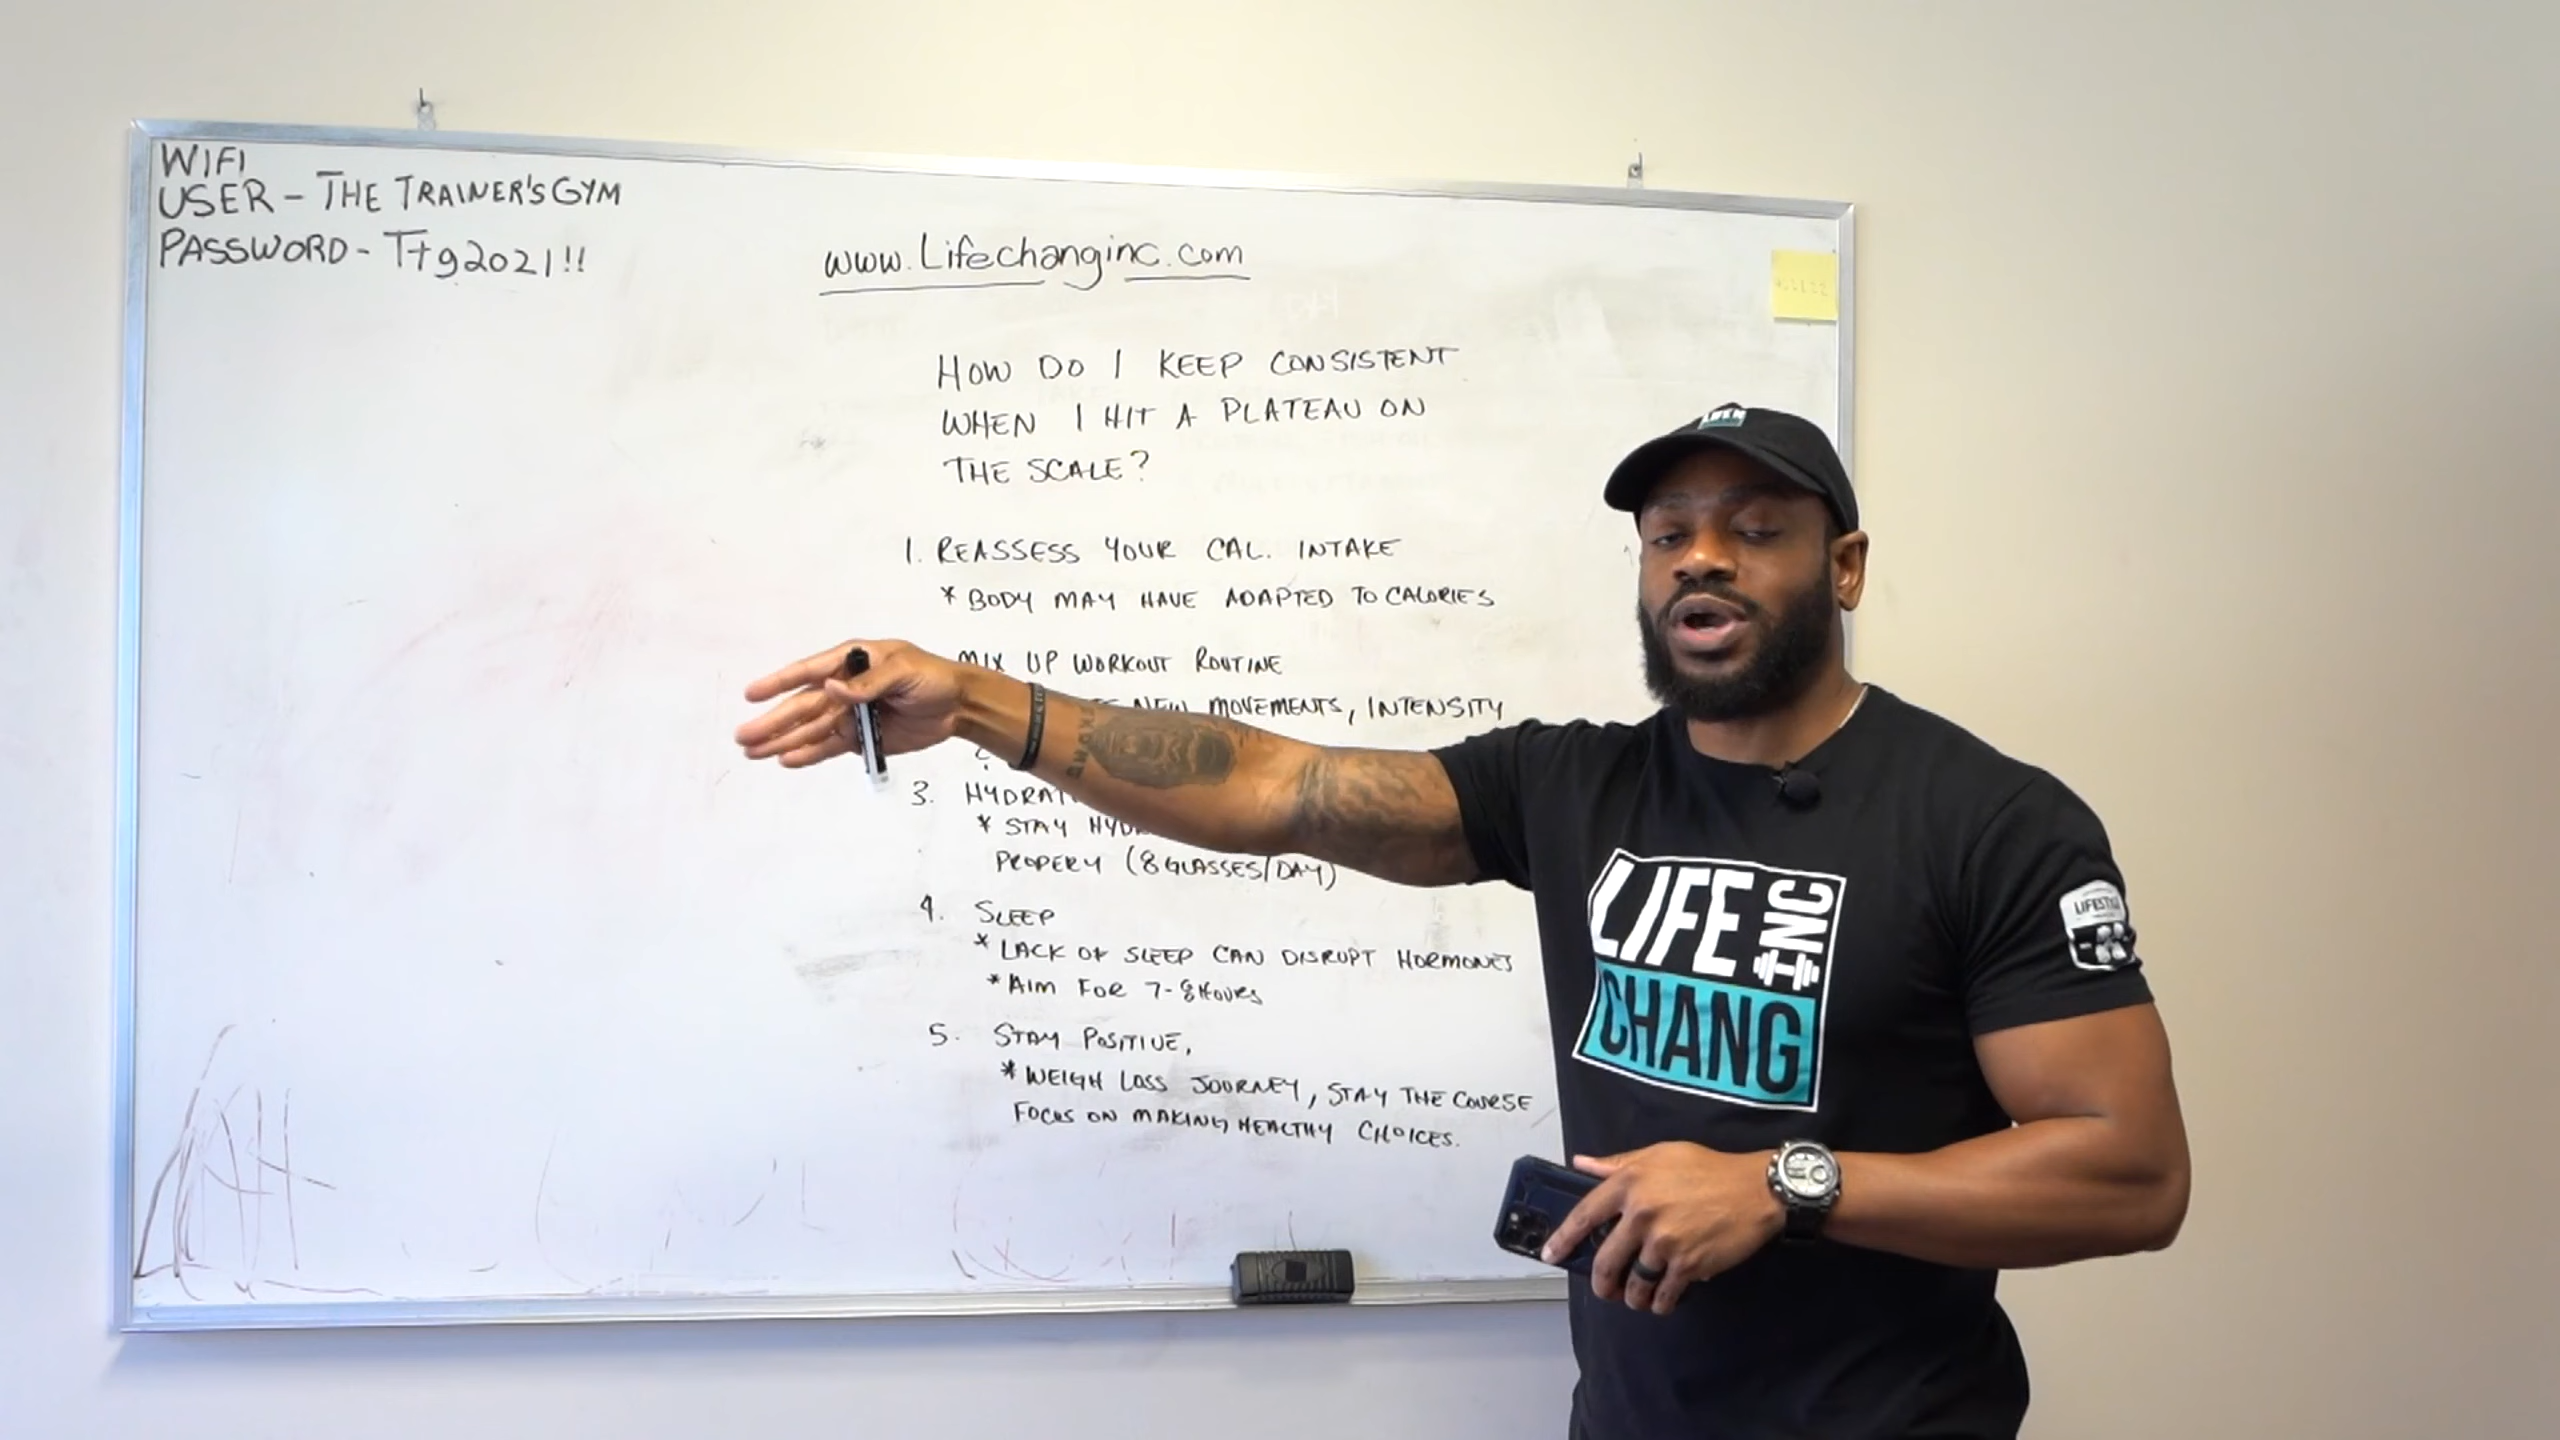 WIFI
USER - THE TRAINER'S GYM
PASSWORD - Ttg2021!!
www.Lifechanginc.com
HOW DO I KEEP CONSISTENT
WHEN I HIT A PLATEAU ON
THE SCALE?
1. REASSESS YOUR CAL. INTAKE
* BODY MAY HAVE ADAPTED TO CALORIES
MIX UP WORKOUT ROUTINE
NEW MOVEMENTS, INTENSITY
3.
* STAY
PROPERY (8 GLASSES/DAY)
4. SLEEP
* LACK OF SLEEP CAN DISRUPT HORMONES
* AIM FOR 7-8 HOURS
5. STAY POSITIVE,
* WEIGH LOSS JOURNEY, STAY THE COURSE
FOCUS ON MAKING HEALTHY CHOICES.
LIFE
CHANG
INC
LIFESTYLE